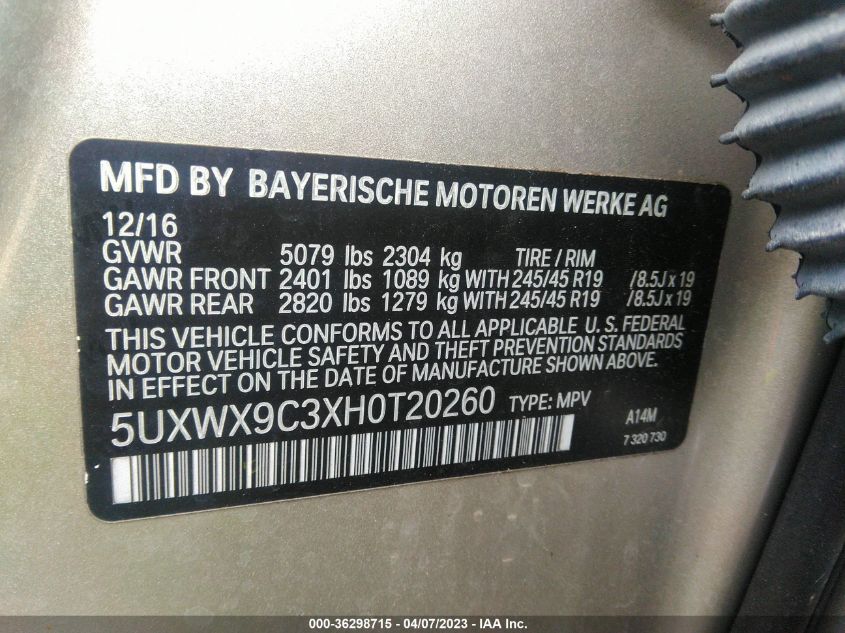 MFD BY BAYERISCHE MOTOREN WERKE AG
12/16
GVWR 5079 lbs 2304 kg TIRE / RIM
GAWR FRONT 2401 lbs 1089 kg WITH 245/45 R19 /8.5J x 19
GAWR REAR 2820 lbs 1279 kg WITH 245/45 R19 /8.5J x 19
THIS VEHICLE CONFORMS TO ALL APPLICABLE U. S. FEDERAL
MOTOR VEHICLE SAFETY AND THEFT PREVENTION STANDARDS
IN EFFECT ON THE DATE OF MANUFACTURE SHOWN ABOVE.
5UXWX9C3XH0T20260 TYPE: MPV A14M
7 320 730
000-36298715 - 04/07/2023 - IAA Inc.